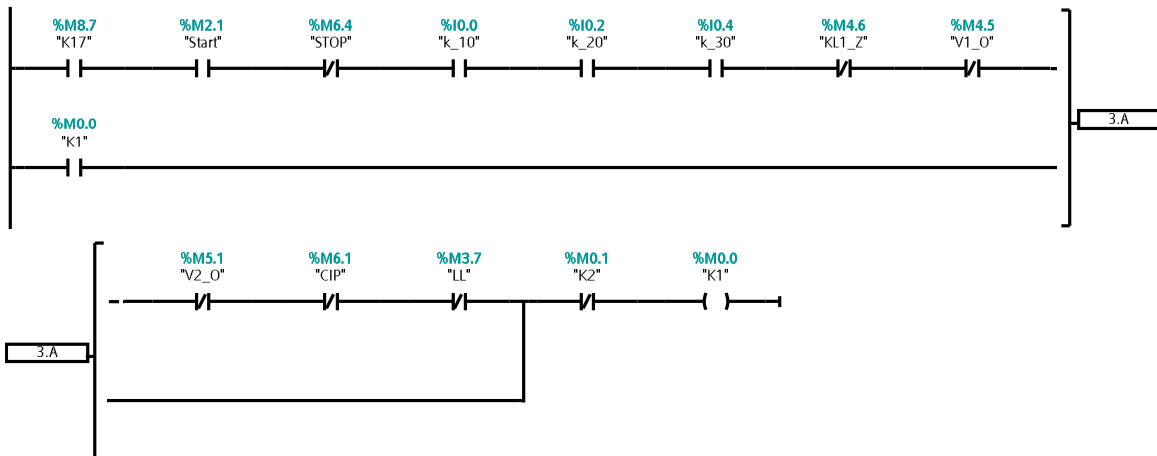 %M8.7 %M2.1 %M6.4 %I0.0 %I0.2 %I0.4 %M4.6 %M4.5
"K17" "Start" "STOP" "k_10" "k_20" "k_30" "KL1_Z" "V1_O"
3.A
%M0.0
"K1"
%M5.1 %M6.1 %M3.7 %M0.1 %M0.0
"V2_O" "CIP" "LL" "K2" "K1"
3.A